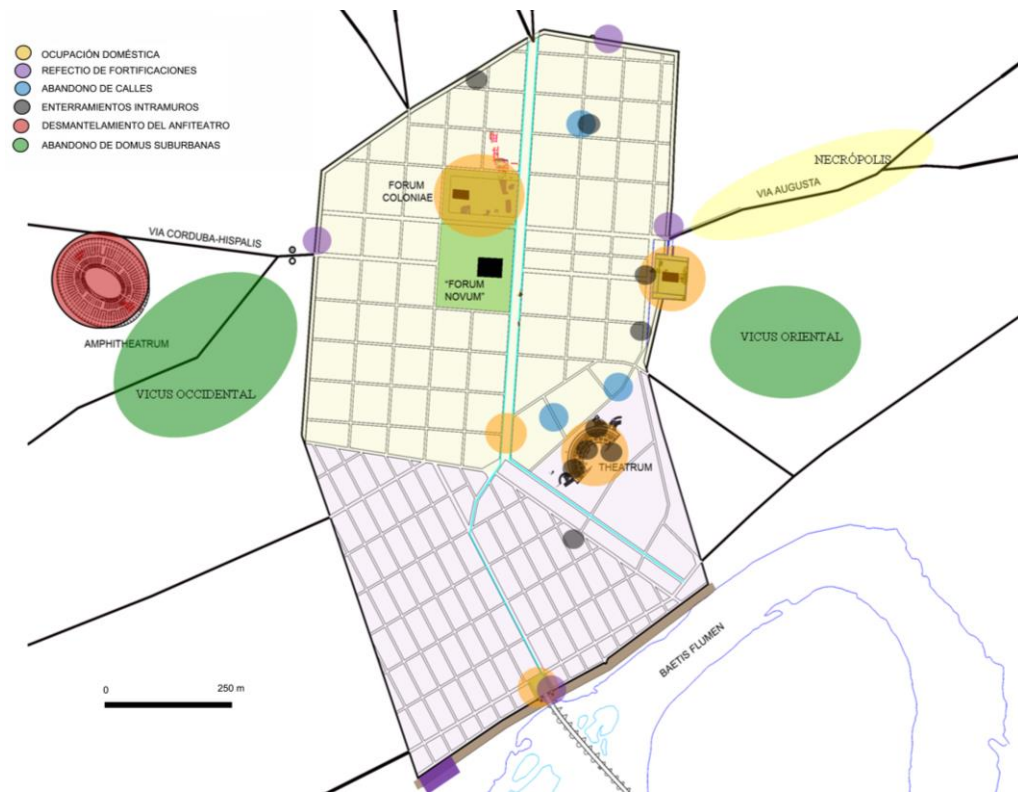 OCUPACIÓN DOMÉSTICA
REFECTIO DE FORTIFICACIONES
ABANDONO DE CALLES
ENTERRAMIENTOS INTRAMUROS
DESMANTELAMIENTO DEL ANFITEATRO
ABANDONO DE DOMUS SUBURBANAS
NECRÓPOLIS
VIA AUGUSTA
FORUM
COLONIAE
VIA CORDUBA-HISPALIS
"FORUM
NOVUM"
AMPHITHEATRUM
VICUS ORIENTAL
VICUS OCCIDENTAL
THEATRUM
BAETIS FLUMEN
0 250 m